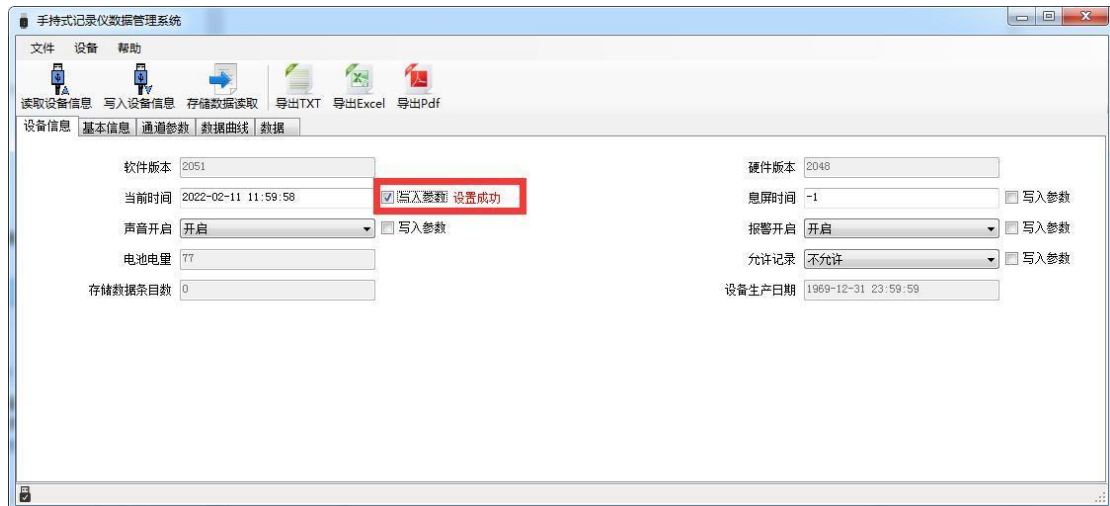 手持式记录仪数据管理系统
文件 设备 帮助
读取设备信息 写入设备信息 存储数据读取 导出TXT 导出Excel 导出Pdf
设备信息 基本信息 通道参数 数据曲线 数据
软件版本 2051 硬件版本 2048
当前时间 2022-02-11 11:59:58 写入参数 设置成功 息屏时间 -1 写入参数
声音开启 开启 写入参数 报警开启 开启 写入参数
电池电量 77 允许记录 不允许 写入参数
存储数据条目数 0 设备生产日期 1969-12-31 23:59:59